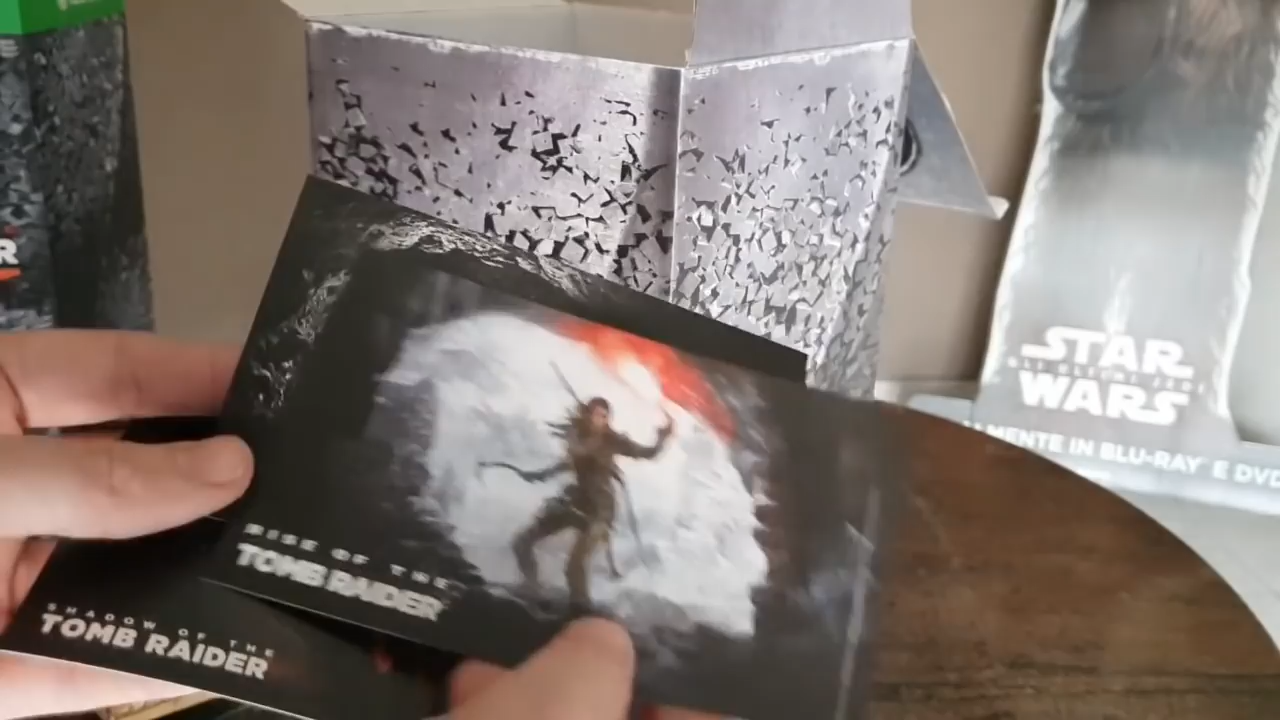 R
RISE OF THE
TOMB RAIDER
SHADOW OF THE
TOMB RAIDER
STAR
WARS
MENTE IN BLU-RAY E DVD